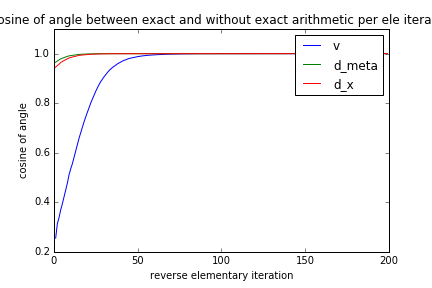 osine of angle between exact and without exact arithmetic per ele itera
v
d_meta
d_x
1.0
0.8
0.6
0.4
0.2
cosine of angle
0 50 100 150 200
reverse elementary iteration